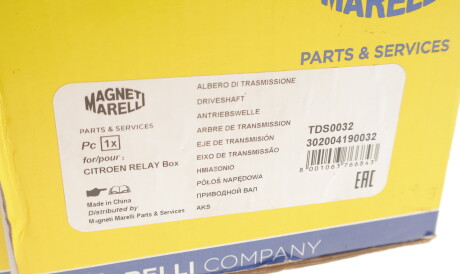 MARELLI
PARTS & SERVICES
MAGNETI
MARELLI
PARTS & SERVICES
Pc 1x
for/pour:
CITROEN RELAY Box
Made in China
Distributed by
Magneti Marelli Parts & Services
ALBERO DI TRASMISSIONE
DRIVESHAFT
ANTRIEBSWELLE
ARBRE DE TRANSMISSION
EJE DE TRANSMISIÓN
EIXO DE TRANSMISSÃO
ΗΜΙΑΞΟΝΙΟ
PÓŁOŚ NAPĘDOWA
ПРИВОДНОЙ ВАЛ
AKS
TDS0032
302004190032
8001063766843
EAC
MARELLI COMPANY